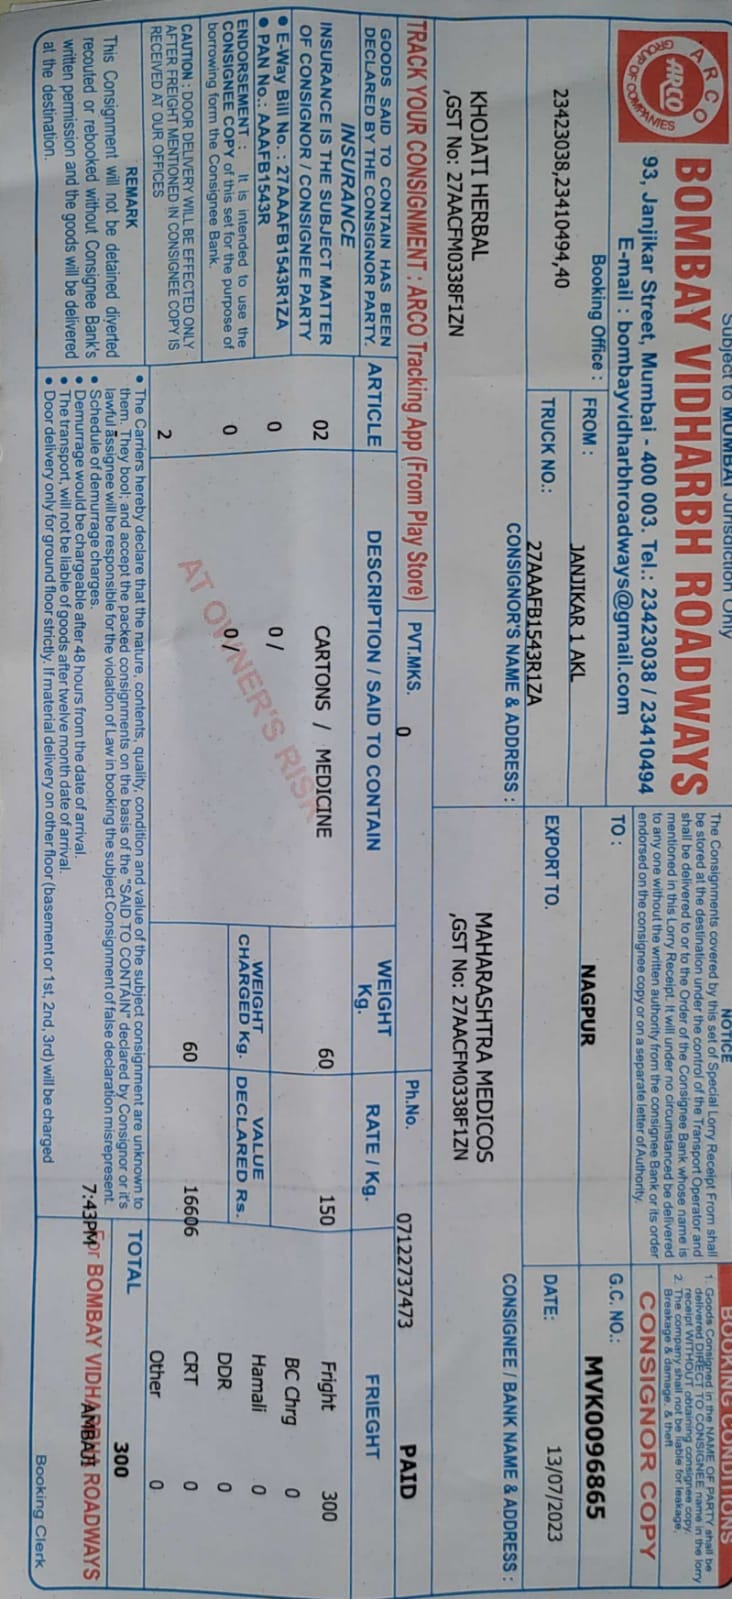 Subject to MUMBAI Jurisdiction Only
ARCO
GROUP OF COMPANIES
ARCO
BOMBAY VIDHARBH ROADWAYS
93, Janjikar Street, Mumbai - 400 003. Tel.: 23423038 / 23410494
E-mail : bombayvidharbhroadways@gmail.com
NOTICE
The Consignments covered by this set of Special Lorry Receipt From shall
be stored at the destination under the control of the Transport Operator and
shall be delivered to or to the Order of the Consignee Bank whose name is
mentioned in this Lorry Receipt. It will under no circumstanced be delivered
to any one without the written authority from the consignee Bank or its order
endorsed on the consignee copy or on a separate letter of Authority.
BOOKING CONDITIONS
1. Goods Consigned in the NAME OF PARTY shall be
delivered DIRECT TO CONSIGNEE name in the lorry
receipt WITHOUT obtaining consignee copy.
2. The company shall not be liable for leakage,
Breakage & damage, & theft
CONSIGNOR COPY
Booking Office :
23423038,23410494,40
FROM :
JANJIKAR 1 AKL
TO :
NAGPUR
G.C. NO.:
MVK0096865
TRUCK NO.:
27AAAFB1543R1ZA
EXPORT TO.
DATE:
13/07/2023
CONSIGNOR'S NAME & ADDRESS :
KHOJATI HERBAL
,GST No: 27AACFM0338F1ZN
CONSIGNEE / BANK NAME & ADDRESS :
MAHARASHTRA MEDICOS
,GST No: 27AACFM0338F1ZN
TRACK YOUR CONSIGNMENT : ARCO Tracking App (From Play Store)
PVT.MKS.
0
Ph.No.
07122737473
PAID
GOODS SAID TO CONTAIN HAS BEEN
DECLARED BY THE CONSIGNOR PARTY.
INSURANCE
INSURANCE IS THE SUBJECT MATTER
OF CONSIGNOR / CONSIGNEE PARTY
• E-Way Bill No. : 27AAAFB1543R1ZA
• PAN No.: AAAFB1543R
ENDORSEMENT : It is intended to use the
CONSIGNEE COPY of this set for the purpose of
borrowing form the Consignee Bank.
CAUTION : DOOR DELIVERY WILL BE EFFECTED ONLY
AFTER FREIGHT MENTIONED IN CONSIGNEE COPY IS
RECEIVED AT OUR OFFICES
ARTICLE
DESCRIPTION / SAID TO CONTAIN
WEIGHT Kg.
RATE / Kg.
FRIEGHT
02
CARTONS / MEDICINE
60
150
Fright 300
BC Chrg 0
0
0 /
Hamali 0
WEIGHT CHARGED Kg.
VALUE DECLARED Rs.
0
0 /
DDR 0
2
60
16606
CRT 0
Other 0
AT OWNER'S RISK
TOTAL
300
REMARK
This Consignment will not be detained diverted
recouted or rebooked without Consignee Bank's
written permission and the goods will be delivered
at the destination.
• The Carriers hereby declare that the nature, contents, quality, condition and value of the subject consignment are unknown to
them. They bool; and accept the packed consignments on the basis of the "SAID TO CONTAIN" declared by Consignor or it's
lawful assignee will be responsible for the violation of Law in booking the subject Consignment of false declaration misrepresent.
• Schedule of demurrage charges.
• Demurrage would be chargeable after 48 hours from the date of arrival.
• The transport, will not be liable of goods after twelve month date of arrival.
• Door delivery only for ground floor strictly. If material delivery on other floor (basement or 1st, 2nd, 3rd) will be charged
7:43PM
For BOMBAY VIDHARBHA ROADWAYS
AMBAJI
Booking Clerk